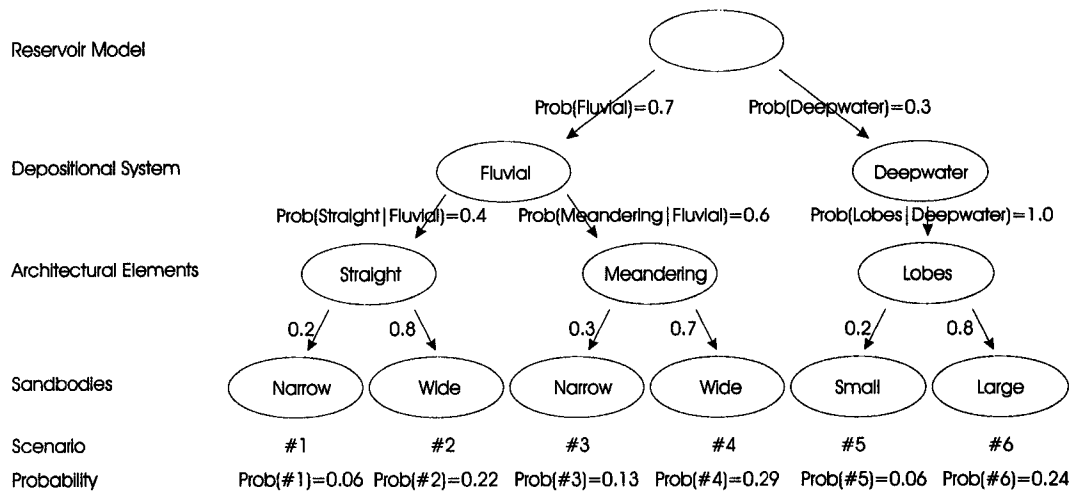 Reservoir Model
Prob(Fluvial)=0.7 Prob(Deepwater)=0.3
Depositional System Fluvial Deepwater
Prob(Straight|Fluvial)=0.4 Prob(Meandering|Fluvial)=0.6 Prob(Lobes|Deepwater)=1.0
Architectural Elements Straight Meandering Lobes
0.2 0.8 0.3 0.7 0.2 0.8
Sandbodies Narrow Wide Narrow Wide Small Large
Scenario #1 #2 #3 #4 #5 #6
Probability Prob(#1)=0.06 Prob(#2)=0.22 Prob(#3)=0.13 Prob(#4)=0.29 Prob(#5)=0.06 Prob(#6)=0.24